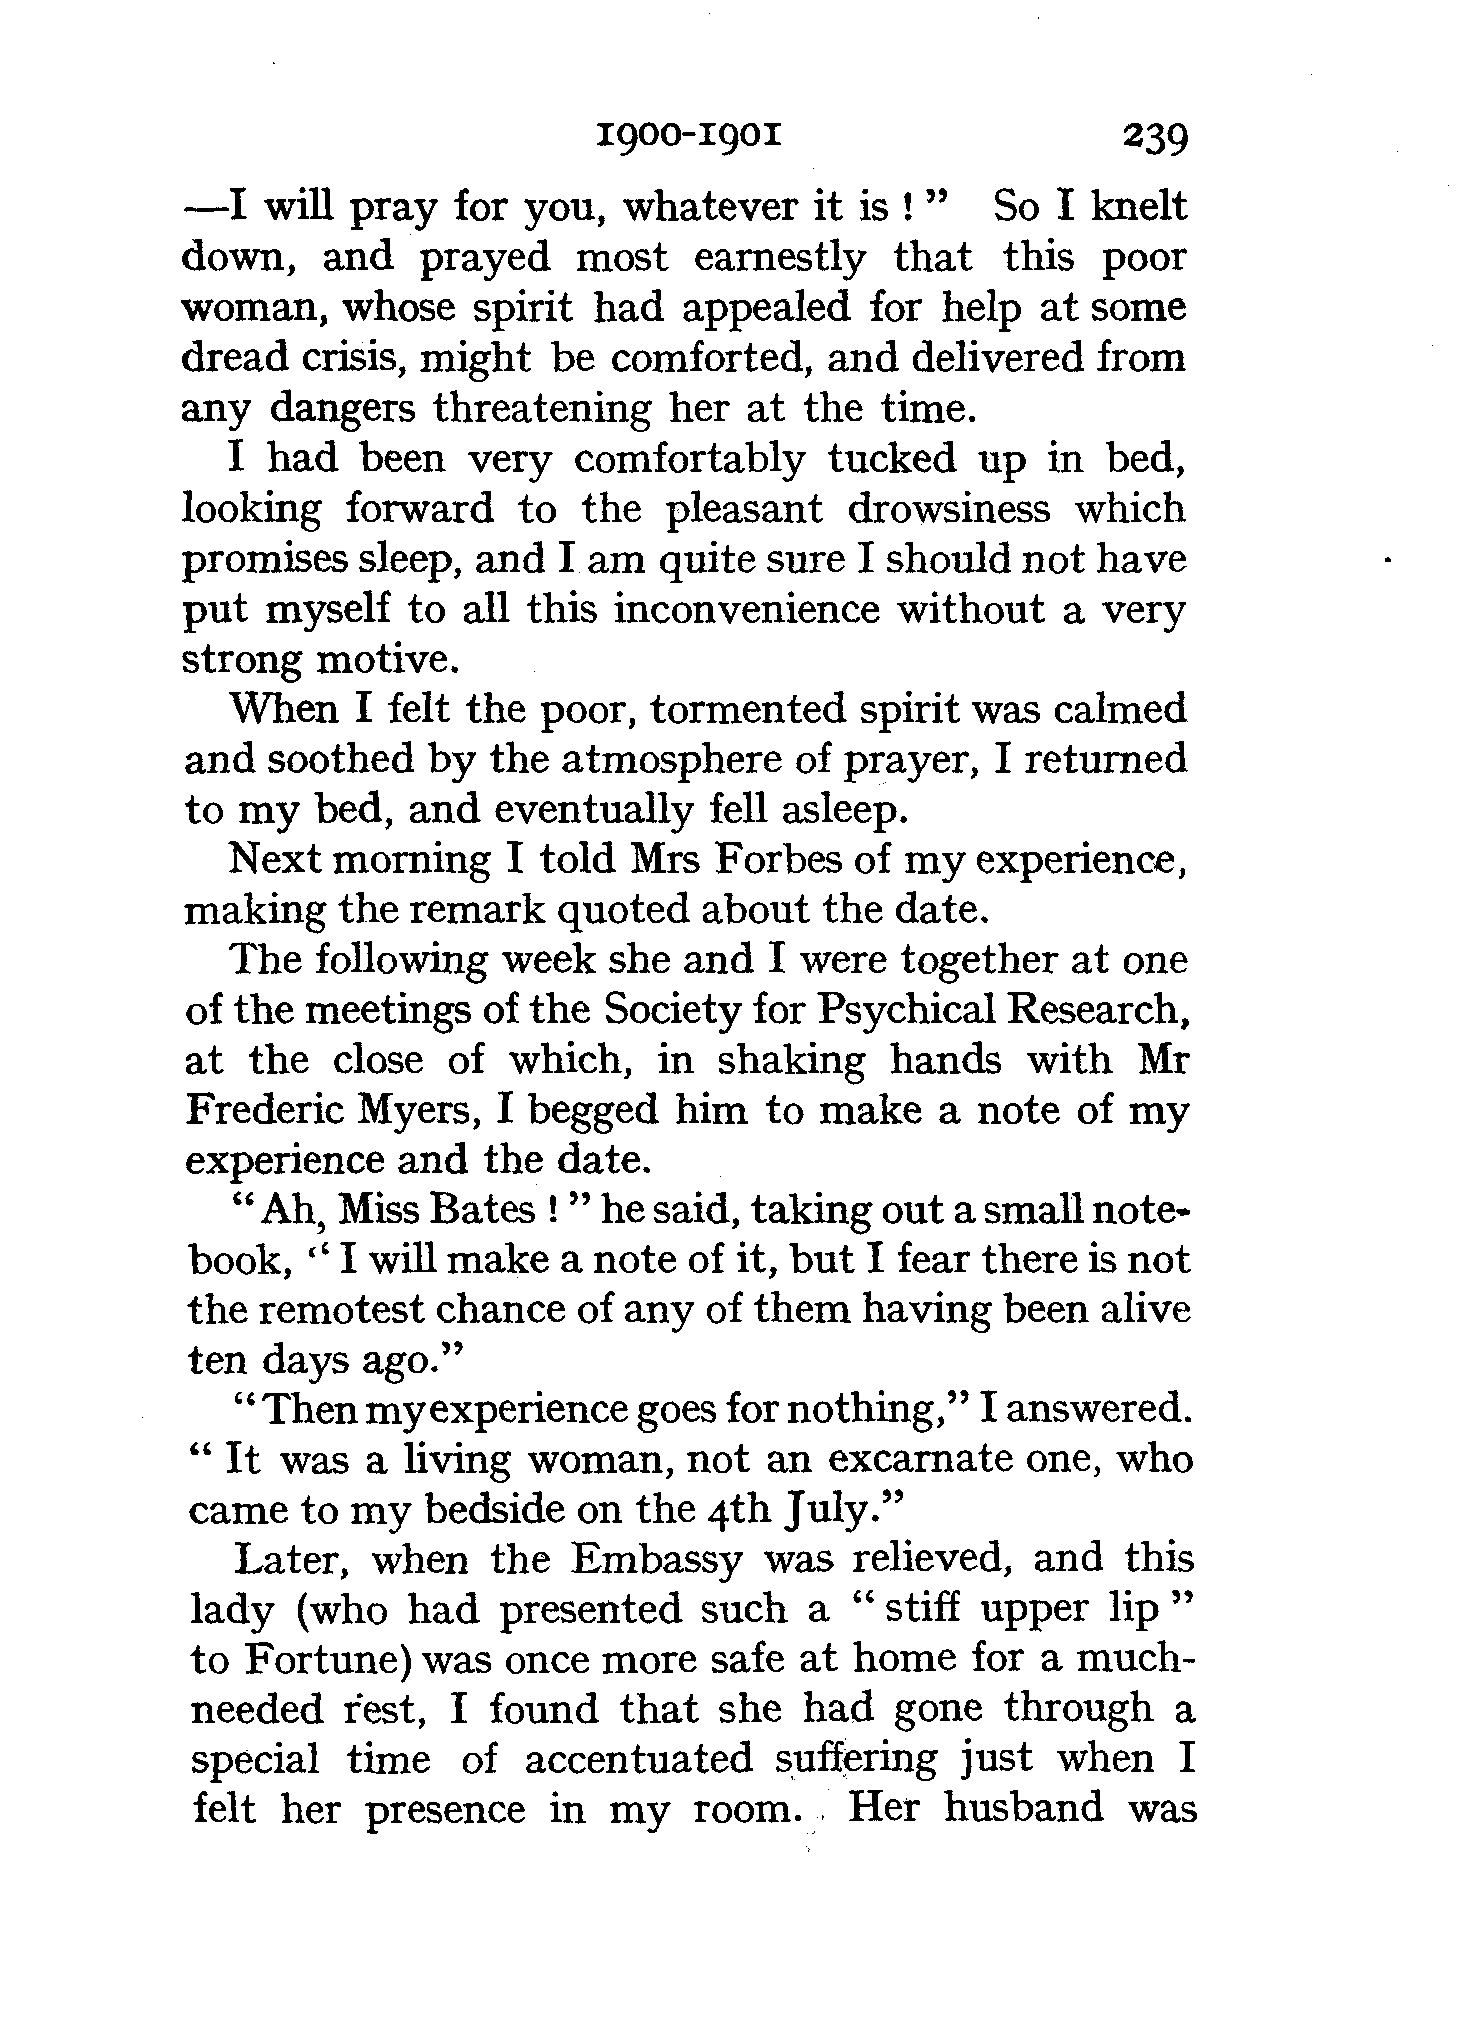 1900-1901 239
—I will pray for you, whatever it is ! ” So I knelt
down, and prayed most earnestly that this poor
woman, whose spirit had appealed for help at some
dread crisis, might be comforted, and delivered from
any dangers threatening her at the time.
I had been very comfortably tucked up in bed,
looking forward to the pleasant drowsiness which
promises sleep, and I am quite sure I should not have
put myself to all this inconvenience without a very
strong motive.
When I felt the poor, tormented spirit was calmed
and soothed by the atmosphere of prayer, I returned
to my bed, and eventually fell asleep.
Next morning I told Mrs Forbes of my experience,
making the remark quoted about the date.
The following week she and I were together at one
of the meetings of the Society for Psychical Research,
at the close of which, in shaking hands with Mr
Frederic Myers, I begged him to make a note of my
experience and the date.
“ Ah, Miss Bates ! ” he said, taking out a small note-
book, “ I will make a note of it, but I fear there is not
the remotest chance of any of them having been alive
ten days ago.”
“ Then my experience goes for nothing,” I answered.
“ It was a living woman, not an excarnate one, who
came to my bedside on the 4th July.”
Later, when the Embassy was relieved, and this
lady (who had presented such a “ stiff upper lip ”
to Fortune) was once more safe at home for a much-
needed rest, I found that she had gone through a
special time of accentuated suffering just when I
felt her presence in my room. Her husband was